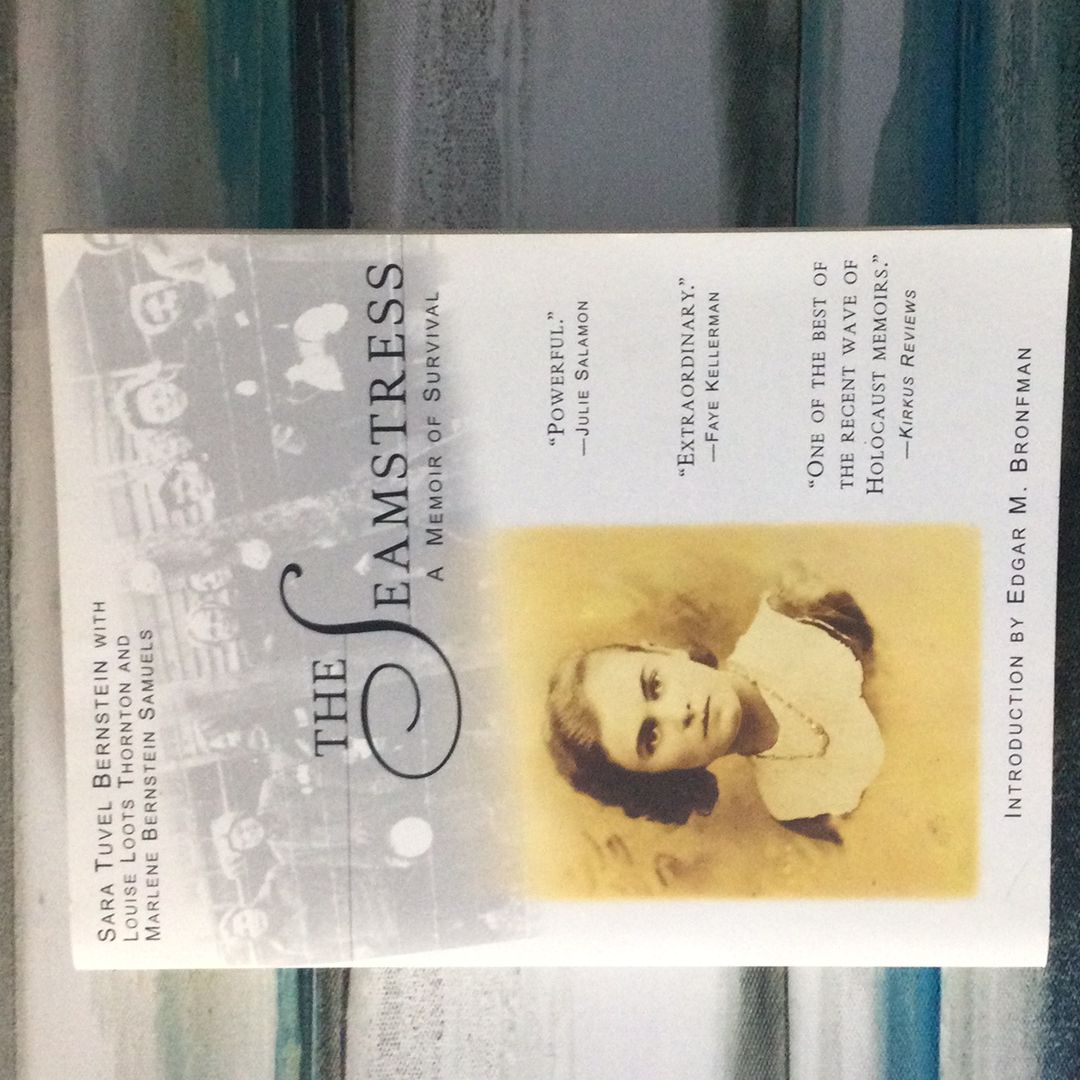 SARA TUVEL BERNSTEIN WITH
LOUISE LOOTS THORNTON AND
MARLENE BERNSTEIN SAMUELS
THE
SEAMSTRESS
A MEMOIR OF SURVIVAL
“POWERFUL.”
—JULIE SALAMON
“EXTRAORDINARY.”
—FAYE KELLERMAN
“ONE OF THE BEST OF
THE RECENT WAVE OF
HOLOCAUST MEMOIRS.”
—KIRKUS REVIEWS
INTRODUCTION BY EDGAR M. BRONFMAN